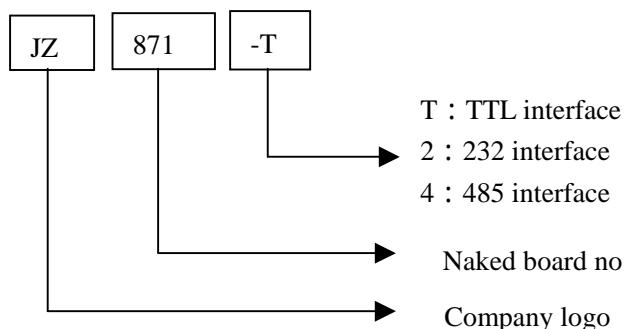 JZ 871 -T
T：TTL interface
2：232 interface
4：485 interface
Naked board no
Company logo